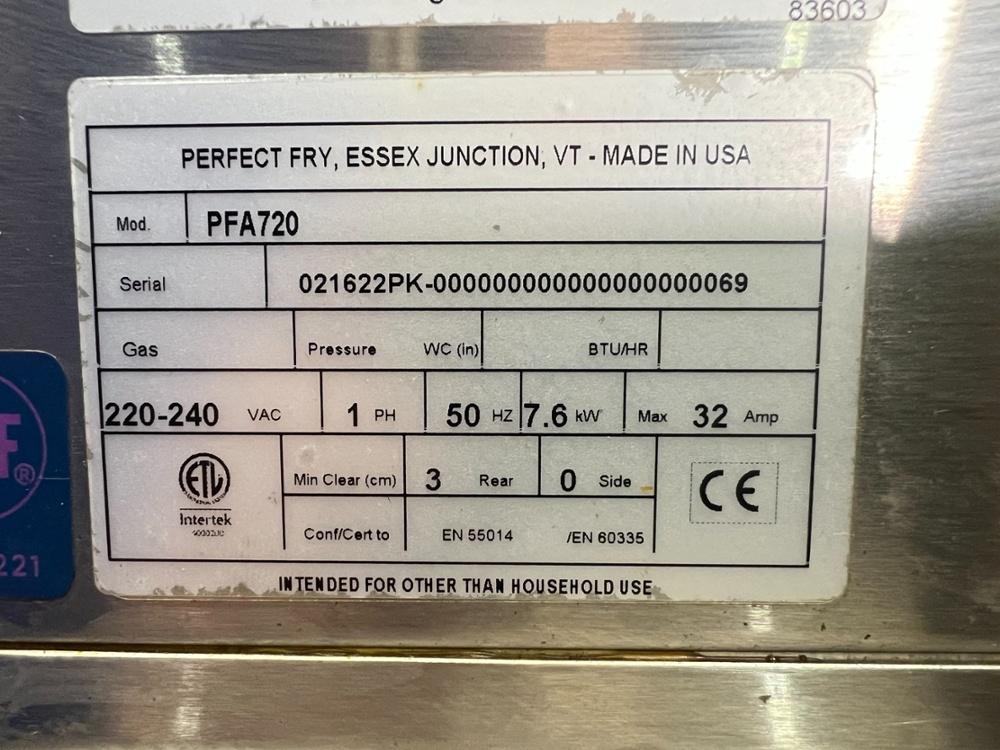 83603
PERFECT FRY, ESSEX JUNCTION, VT - MADE IN USA
Mod. PFA720
Serial 021622PK-000000000000000000069
Gas Pressure WC (in) BTU/HR
220-240 VAC 1 PH 50 HZ 7.6 kW Max 32 Amp
ETL Intertek Min Clear (cm) 3 Rear 0 Side CE
Conf/Cert to EN 55014 /EN 60335
INTENDED FOR OTHER THAN HOUSEHOLD USE
F ®
221